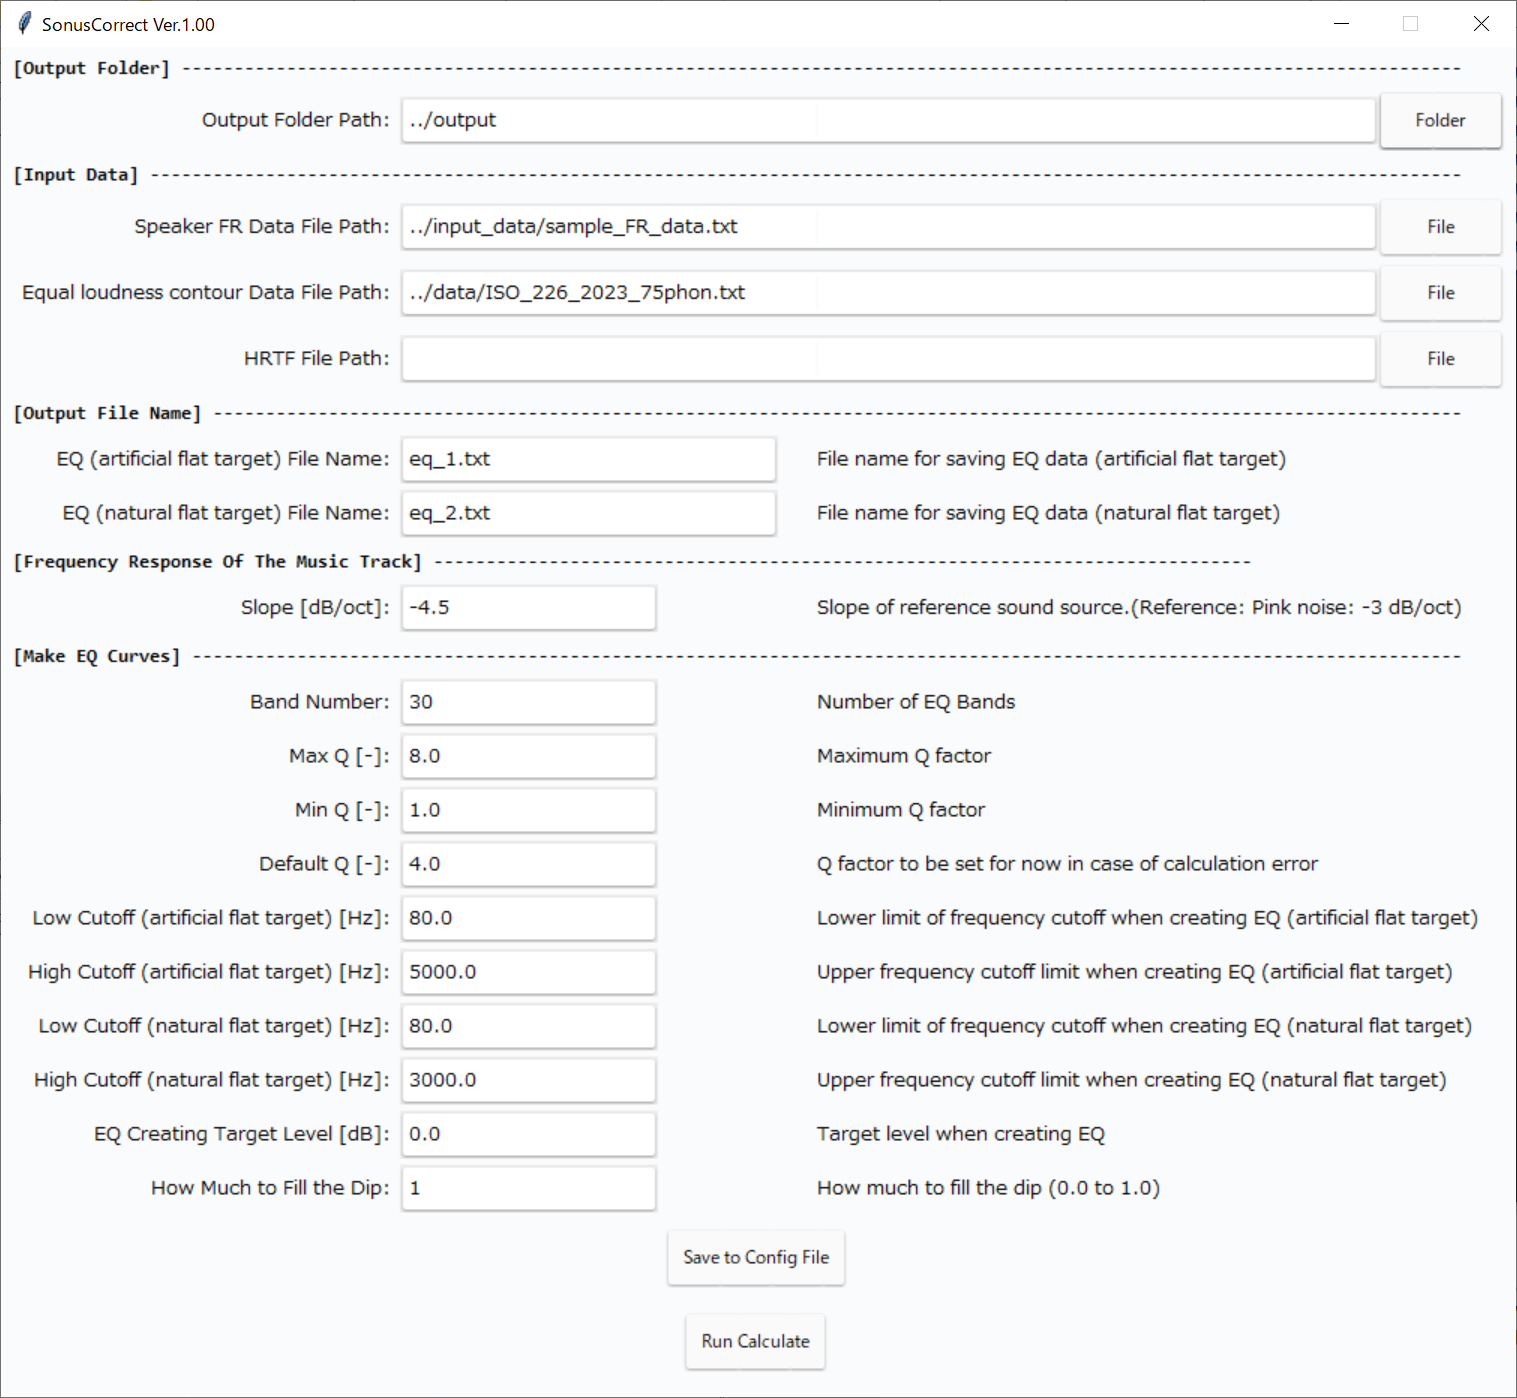 SonusCorrect Ver.1.00
[Output Folder] --------------------------------------------------------------------------------------------------------------------------
Output Folder Path: ../output Folder
[Input Data] -----------------------------------------------------------------------------------------------------------------------------
Speaker FR Data File Path: ../input_data/sample_FR_data.txt File
Equal loudness contour Data File Path: ../data/ISO_226_2023_75phon.txt File
HRTF File Path: File
[Output File Name] -----------------------------------------------------------------------------------------------------------------------
EQ (artificial flat target) File Name: eq_1.txt File name for saving EQ data (artificial flat target)
EQ (natural flat target) File Name: eq_2.txt File name for saving EQ data (natural flat target)
[Frequency Response Of The Music Track] ------------------------------------------------------------------------------
Slope [dB/oct]: -4.5 Slope of reference sound source.(Reference: Pink noise: -3 dB/oct)
[Make EQ Curves] -------------------------------------------------------------------------------------------------------------------------
Band Number: 30 Number of EQ Bands
Max Q [-]: 8.0 Maximum Q factor
Min Q [-]: 1.0 Minimum Q factor
Default Q [-]: 4.0 Q factor to be set for now in case of calculation error
Low Cutoff (artificial flat target) [Hz]: 80.0 Lower limit of frequency cutoff when creating EQ (artificial flat target)
High Cutoff (artificial flat target) [Hz]: 5000.0 Upper frequency cutoff limit when creating EQ (artificial flat target)
Low Cutoff (natural flat target) [Hz]: 80.0 Lower limit of frequency cutoff when creating EQ (natural flat target)
High Cutoff (natural flat target) [Hz]: 3000.0 Upper frequency cutoff limit when creating EQ (natural flat target)
EQ Creating Target Level [dB]: 0.0 Target level when creating EQ
How Much to Fill the Dip: 1 How much to fill the dip (0.0 to 1.0)
Save to Config File
Run Calculate